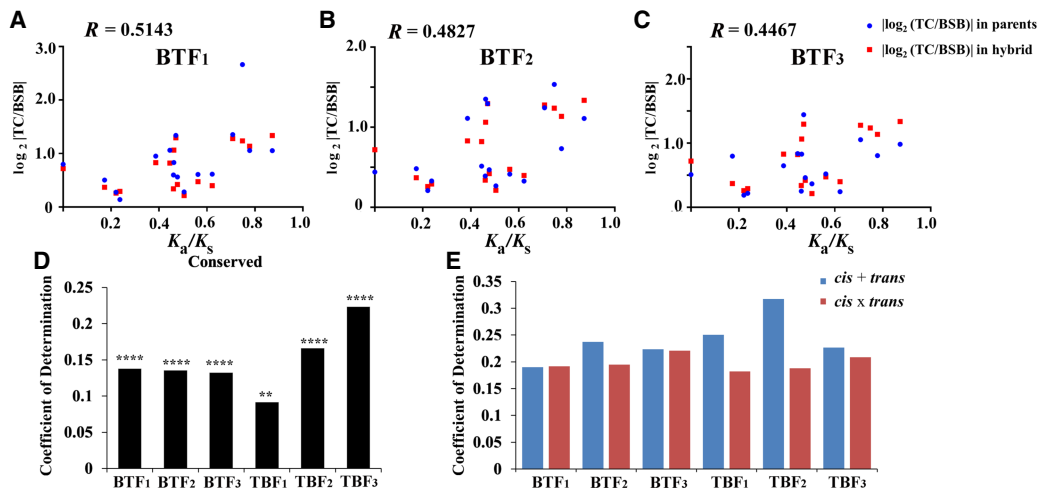 A
R = 0.5143
BTF1
log 2 |TC/BSB|
3.0
2.0
1.0
0
0.2 0.4 0.6 0.8 1.0
Ka/Ks
B
R = 0.4827
BTF2
2.0
1.0
0
0.2 0.4 0.6 0.8 1.0
Ka/Ks
C
R = 0.4467
BTF3
log 2 |TC/BSB|
2.0
1.0
0
0.2 0.4 0.6 0.8 1.0
Ka/Ks
|log2 (TC/BSB)| in parents
|log2 (TC/BSB)| in hybrid
D
Conserved
Coefficient of Determination
0.25
0.2
0.15
0.1
0.05
0
**** **** **** ** **** ****
BTF1 BTF2 BTF3 TBF1 TBF2 TBF3
E
Coefficient of Determination
0.35
0.3
0.25
0.2
0.15
0.1
0.05
0
BTF1 BTF2 BTF3 TBF1 TBF2 TBF3
cis + trans
cis x trans